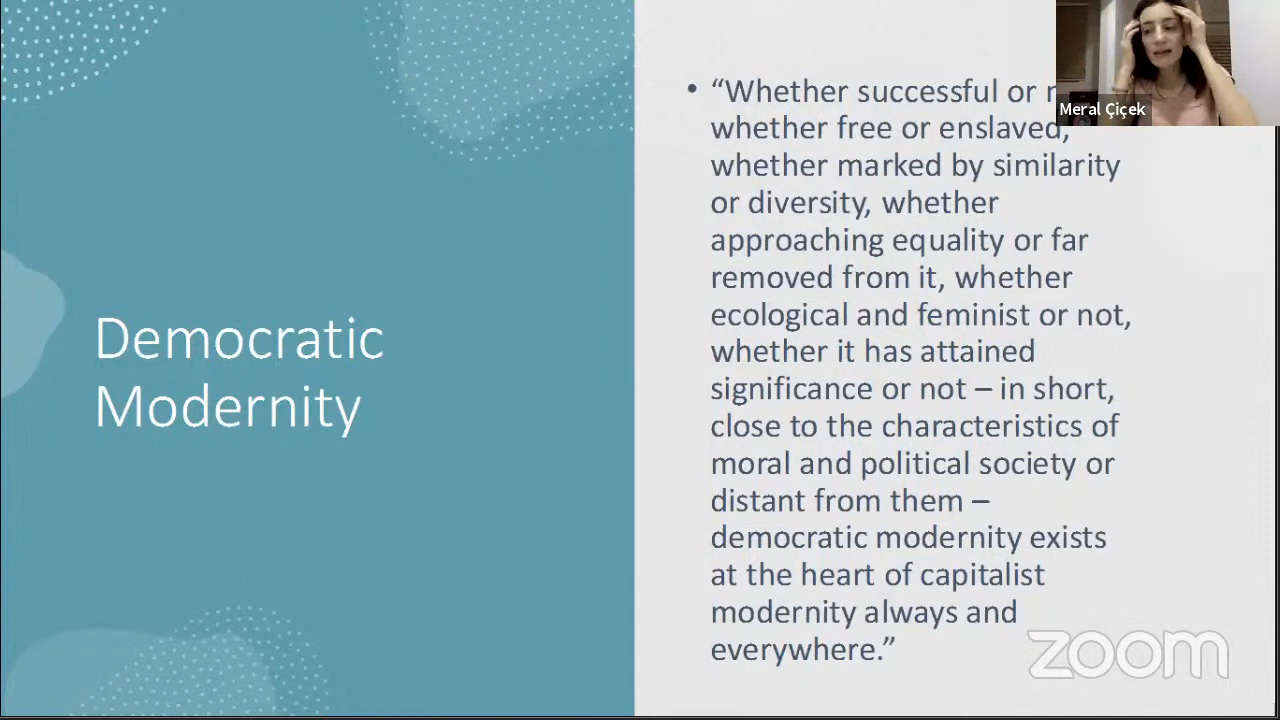 Democratic
Modernity
• “Whether successful or
whether free or enslaved,
whether marked by similarity
or diversity, whether
approaching equality or far
removed from it, whether
ecological and feminist or not,
whether it has attained
significance or not – in short,
close to the characteristics of
moral and political society or
distant from them –
democratic modernity exists
at the heart of capitalist
modernity always and
everywhere.”
Meral Çiçek
zoom